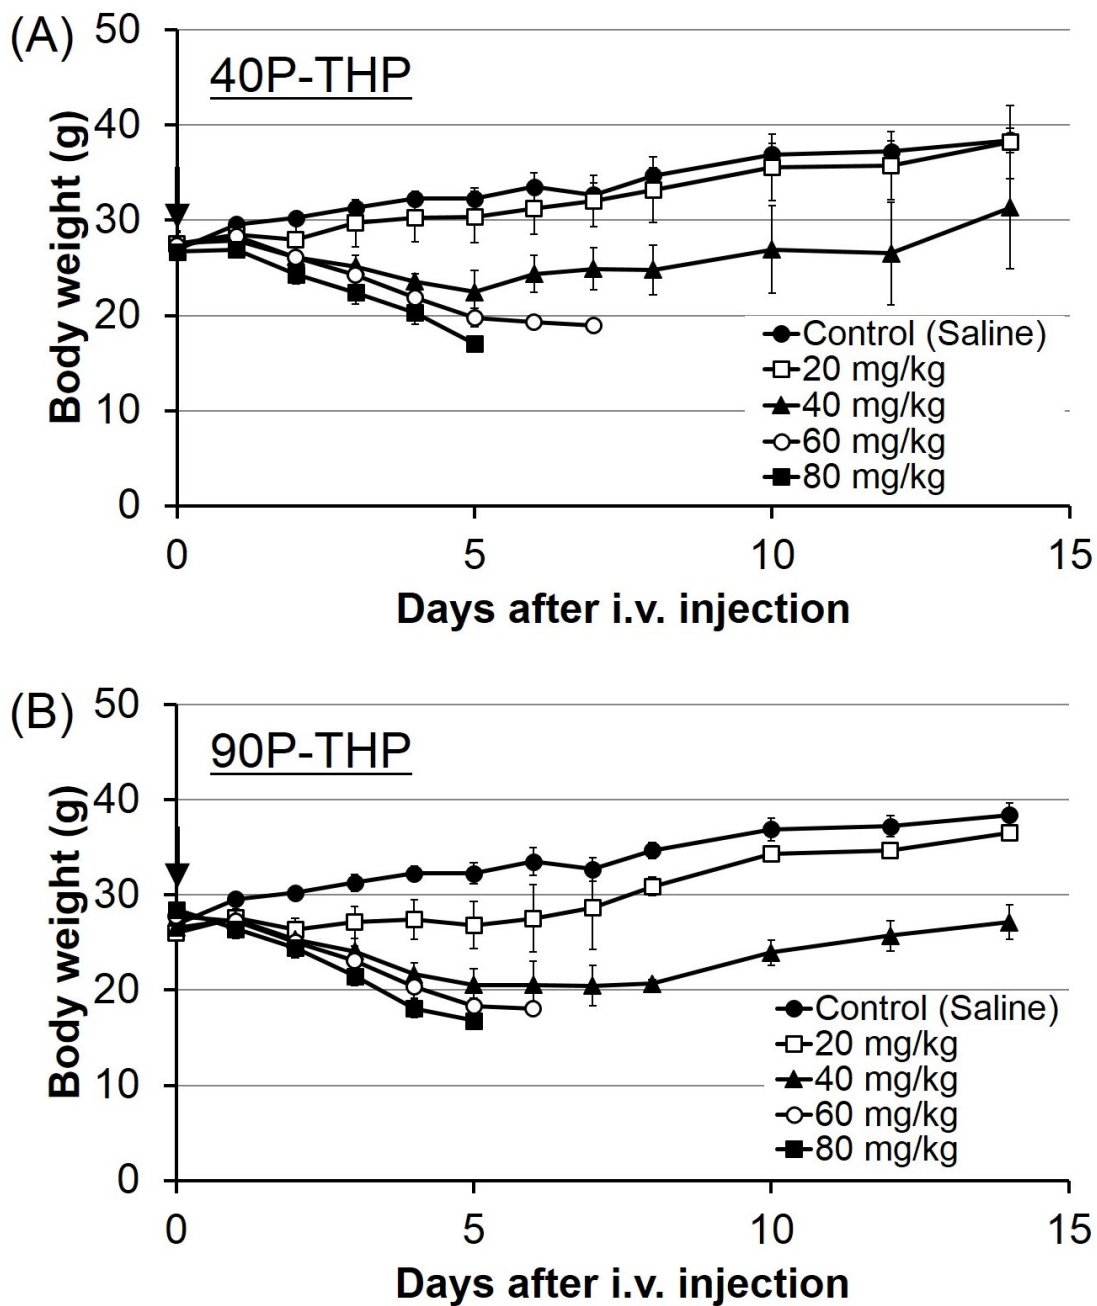 (A)
50
40P-THP
40
30
20
10
0
Body weight (g)
Control (Saline)
20 mg/kg
40 mg/kg
60 mg/kg
80 mg/kg
0 5 10 15
Days after i.v. injection
(B)
50
90P-THP
40
30
20
10
0
Body weight (g)
Control (Saline)
20 mg/kg
40 mg/kg
60 mg/kg
80 mg/kg
0 5 10 15
Days after i.v. injection